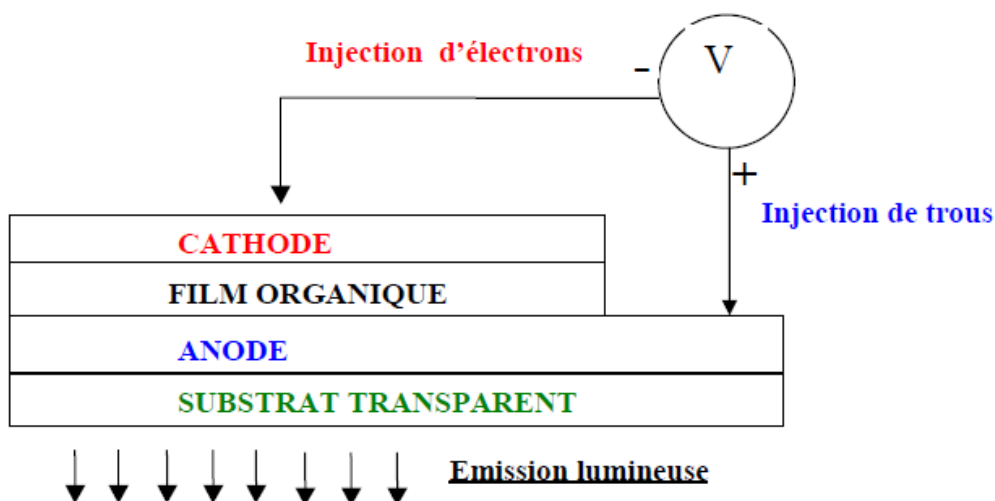 Injection d'électrons
- V
+
Injection de trous
CATHODE
FILM ORGANIQUE
ANODE
SUBSTRAT TRANSPARENT
Emission lumineuse